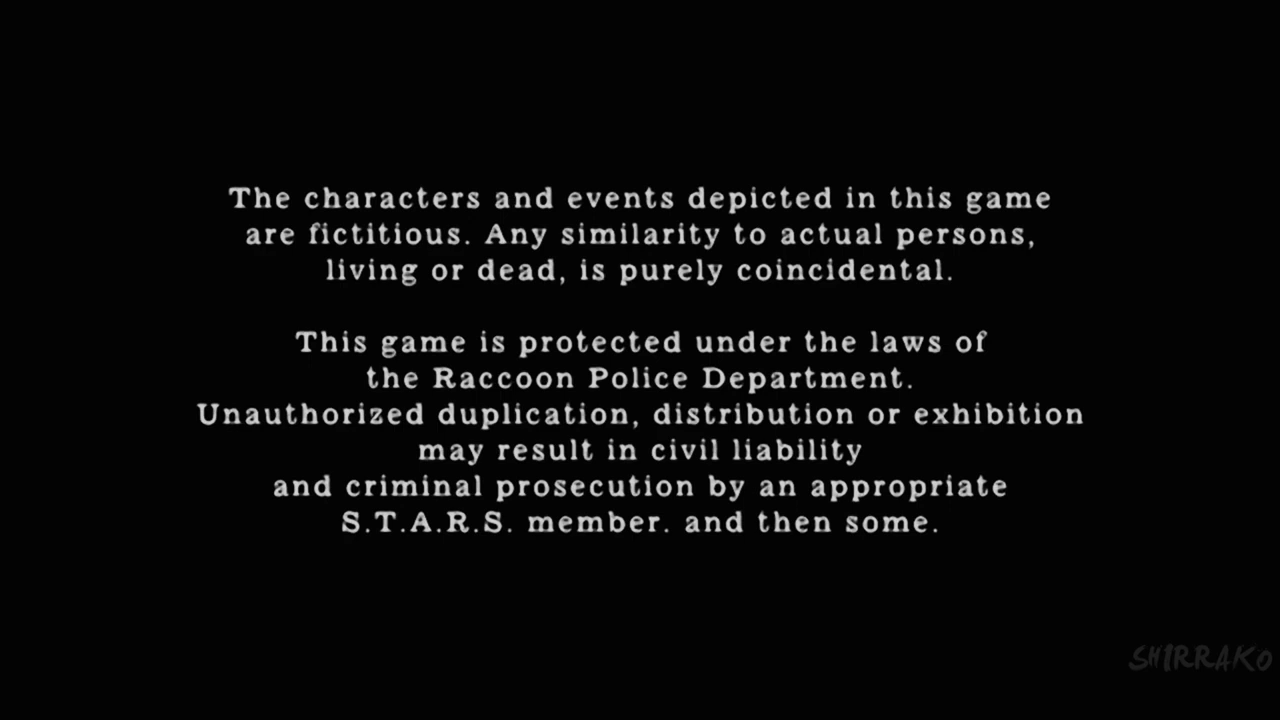 The characters and events depicted in this game
are fictitious. Any similarity to actual persons,
living or dead, is purely coincidental.
This game is protected under the laws of
the Raccoon Police Department.
Unauthorized duplication, distribution or exhibition
may result in civil liability
and criminal prosecution by an appropriate
S.T.A.R.S. member. and then some.
SHIRRAKO